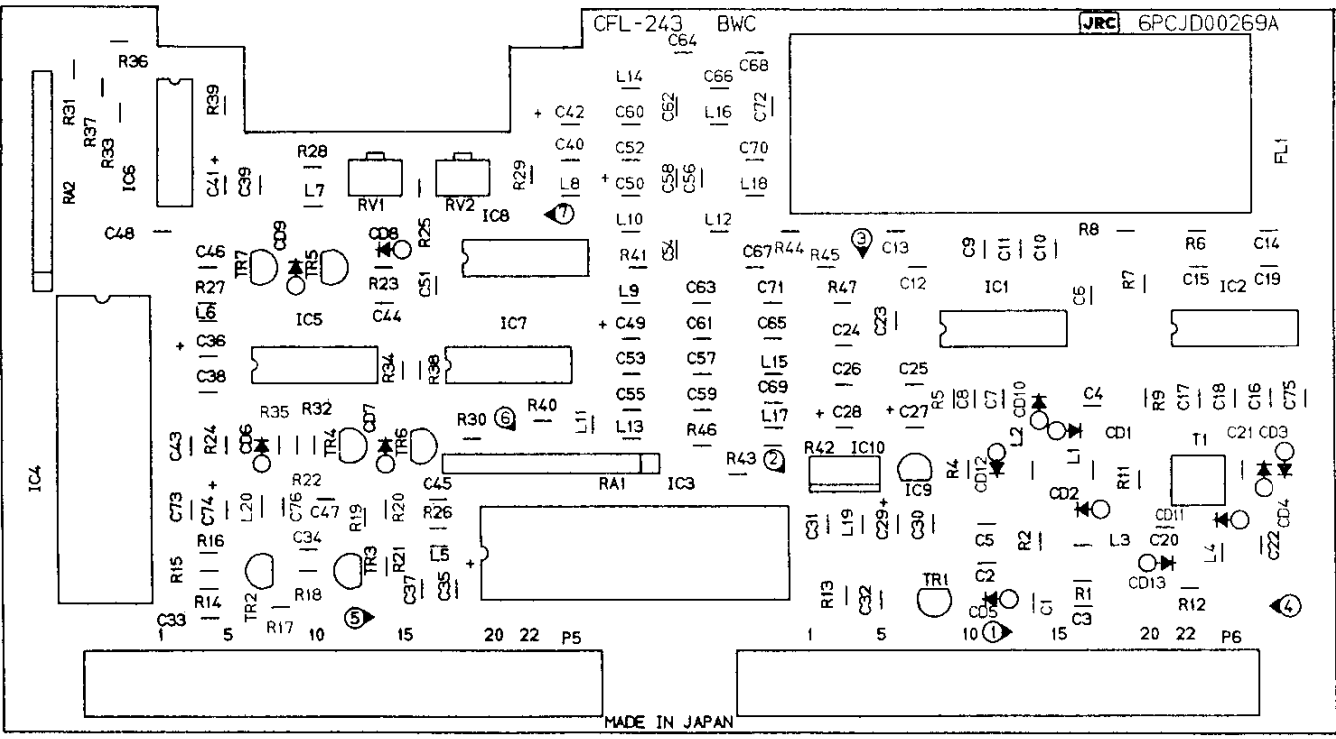 CFL-243 BWC JRC 6PCJD00269A
C64
R36 C68
L14 C66
R31 R37 R33 R39 C42 C60 C62 L16 C72
+
C40 C52 C70
R28 FL1
RA2 IC6 C41 + C39 L7 R29 L8 + C50 C58 C56 L18
RV1 RV2
IC8 7
C48 CD9 CD8 R25 L10 L12 R44 3 C13 R8 R6 C14
C46 TR7 TR5 R41 C54 C67 R45 C9 C11 C10
R27 R23 C51 L9 C63 C71 R47 C12 IC1 C6 R7 C15 IC2 C19
L6 C44
IC5 IC7 + C49 C61 C65 C24 C23
+ C36
C38 R34 R38 C53 C57 L15 C26 C25
C55 C59 C69 R5 C8 C7 CD10 C4 R9 C17 C18 C16 C75
R35 R32 CD7 R30 6 R40 L11 L13 R46 L17 + C28 + C27
C43 R24 CD6 TR4 TR6 R42 IC10 L2 CD1 T1 C21 CD3
IC4 R43 2 R4 CD12 L1 R11
R22 RA1 IC3 IC9 CD2 CD4
C73 C74 + L20 C76 C47 R19 R20 C45 R26 C31 L19 C29 + C30 CD11
R16 C34 L5 + C5 R2 L3 C20 L4 C22
R15 TR3 R21 C37 C35 C2 CD13
R14 TR2 R18 R13 C32 TR1 CD5 C1 R1 R12 4
C33 R17 5 C3
1 5 10 15 20 22 P5 1 5 10 1 15 20 22 P6
MADE IN JAPAN